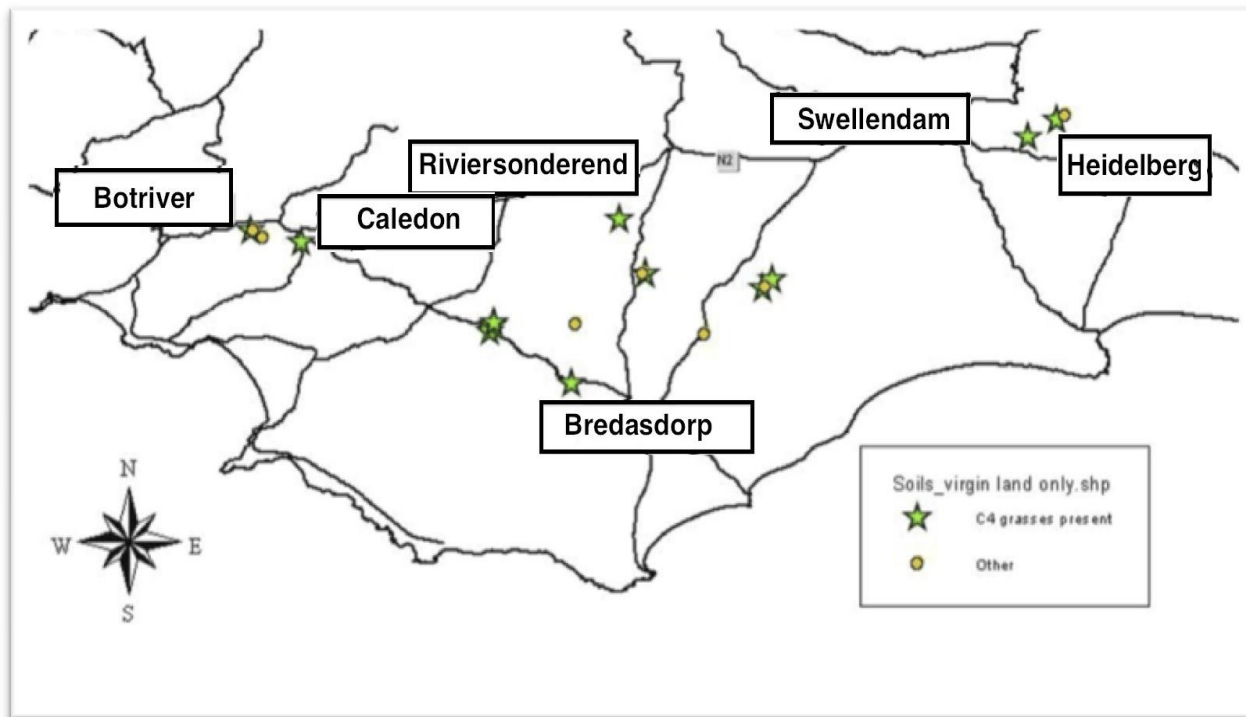 Swellendam
Riviersonderend
N2
Heidelberg
Botriver
Caledon
Bredasdorp
N
W
E
S
Soils_virgin land only.shp
C4 grasses present
Other